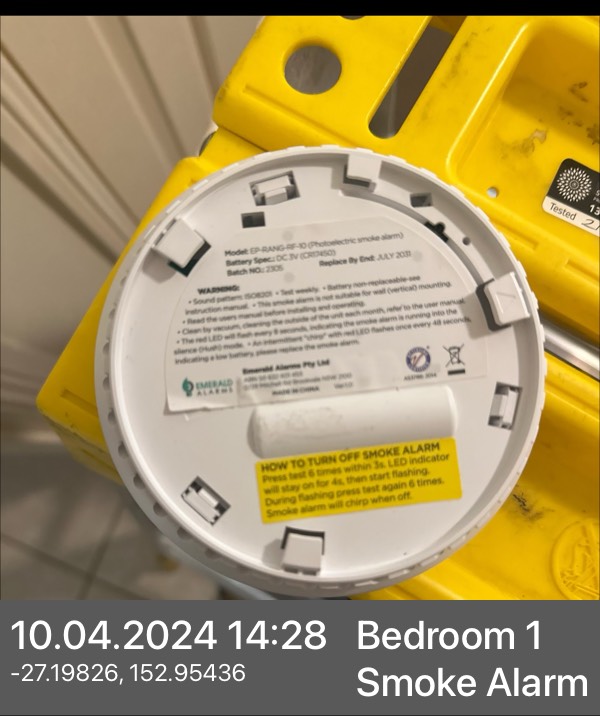 Model: EP-RANG-RF-10 (Photoelectric smoke alarm)
Battery Spec.: DC 3V (CR17450)
Batch NO.: 2305 Replace By End: JULY 2031
WARNING:
• Sound pattern: ISO8201 • Test weekly. • Battery non-replaceable-see
instruction manual. • This smoke alarm is not suitable for wall (vertical) mounting.
• Read the users manual before installing and operating.
• Clean by vacuum, cleaning the outside of the unit each month, refer to the user manual.
• The red LED will flash every 8 seconds, indicating the smoke alarm is running into the
silence (Hush) mode. • An intermittent "chirp" with red LED flashes once every 48 seconds,
indicating a low battery, please replace the smoke alarm.
Emerald Alarms Pty Ltd
MADE IN CHINA
EMERALD
ALARMS
HOW TO TURN OFF SMOKE ALARM
Press test 6 times within 3s. LED indicator
will stay on for 4s, then start flashing.
During flashing press test again 6 times.
Smoke alarm will chirp when off.
Tested
10.04.2024 14:28
-27.19826, 152.95436
Bedroom 1
Smoke Alarm